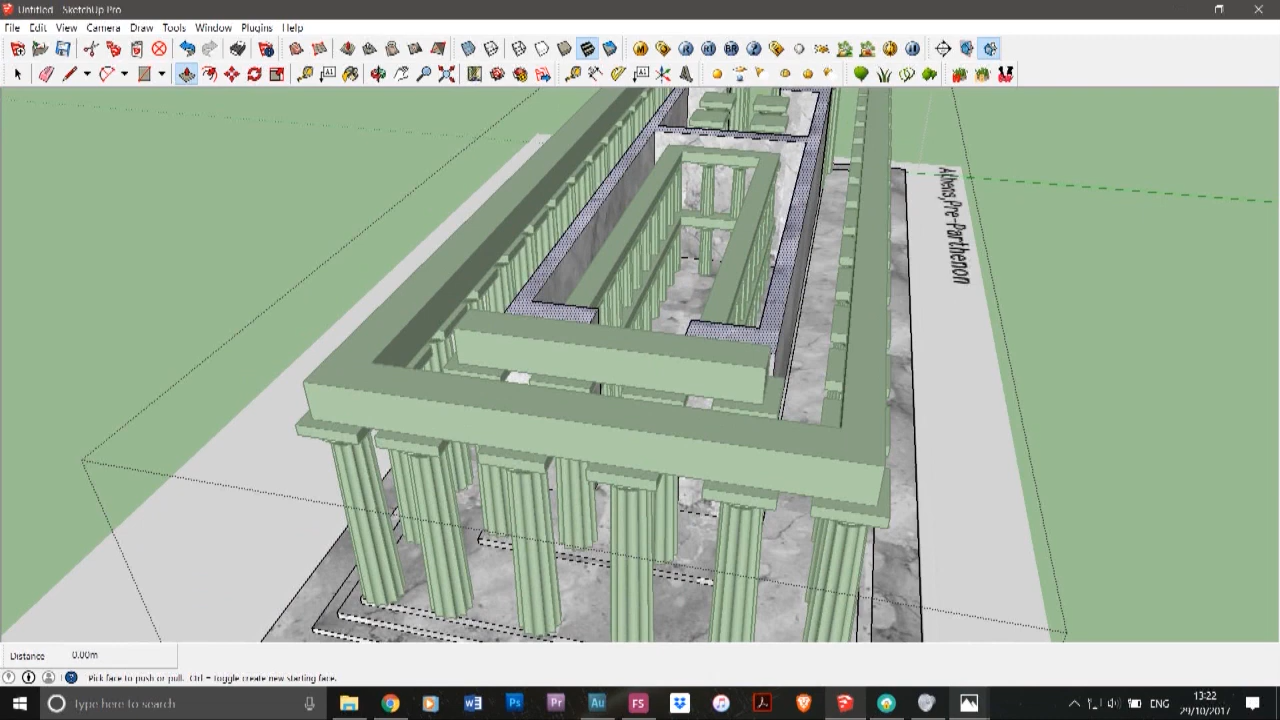 Untitled - SketchUp Pro
File Edit View Camera Draw Tools Window Plugins Help
Athens,Pre-Parthenon
Distance 0.00m
Pick face to push or pull. Ctrl = toggle create new starting face.
Type here to search
ENG
13:22
29/10/2017